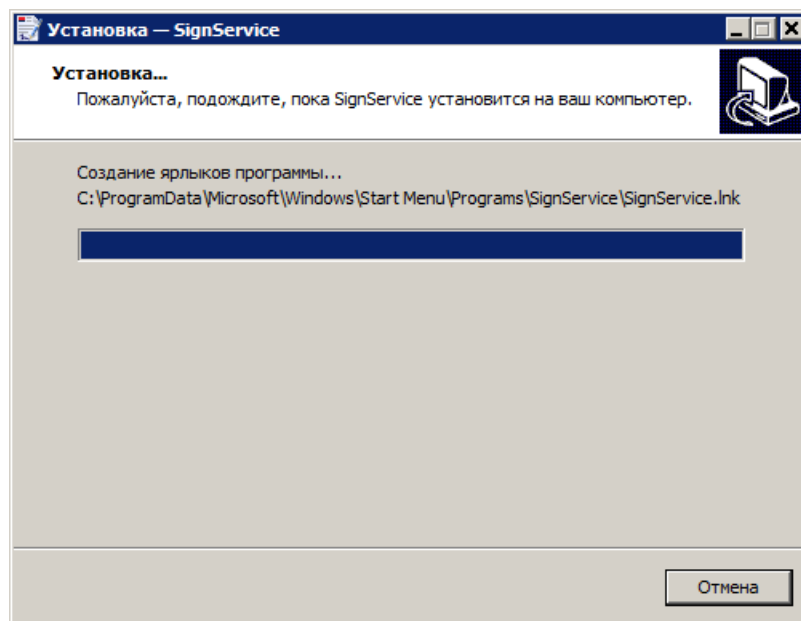 Установка — SignService
Установка...
Пожалуйста, подождите, пока SignService установится на ваш компьютер.
Создание ярлыков программы...
C:\ProgramData\Microsoft\Windows\Start Menu\Programs\SignService\SignService.lnk
Отмена